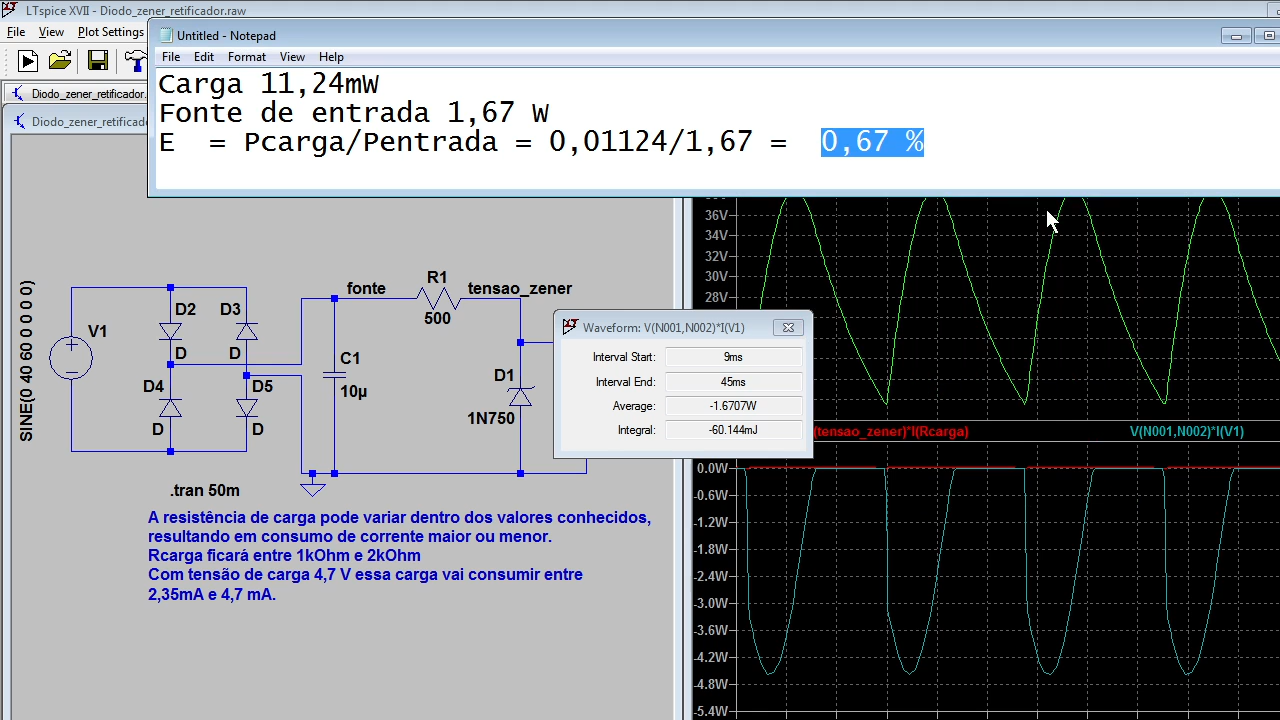 LTspice XVII - Diodo_zener_retificador.raw
File View Plot Settings
Untitled - Notepad
File Edit Format View Help
Carga 11,24mW
Fonte de entrada 1,67 W
E = Pcarga/Pentrada = 0,01124/1,67 = 0,67 %
Diodo_zener_retificador.
Diodo_zener_retificado
36V
34V
32V
30V
28V
SINE(0 40 60 0 0 0 0)
V1
D2
D3
D
D
D4
D5
D
D
fonte
C1
10µ
R1
500
tensao_zener
D1
1N750
.tran 50m
A resistência de carga pode variar dentro dos valores conhecidos,
resultando em consumo de corrente maior ou menor.
Rcarga ficará entre 1kOhm e 2kOhm
Com tensão de carga 4,7 V essa carga vai consumir entre
2,35mA e 4,7 mA.
Waveform: V(N001,N002)*I(V1)
Interval Start: 9ms
Interval End: 45ms
Average: -1.6707W
Integral: -60.144mJ
(tensao_zener)*I(Rcarga) V(N001,N002)*I(V1)
0.0W
-0.6W
-1.2W
-1.8W
-2.4W
-3.0W
-3.6W
-4.2W
-4.8W
-5.4W